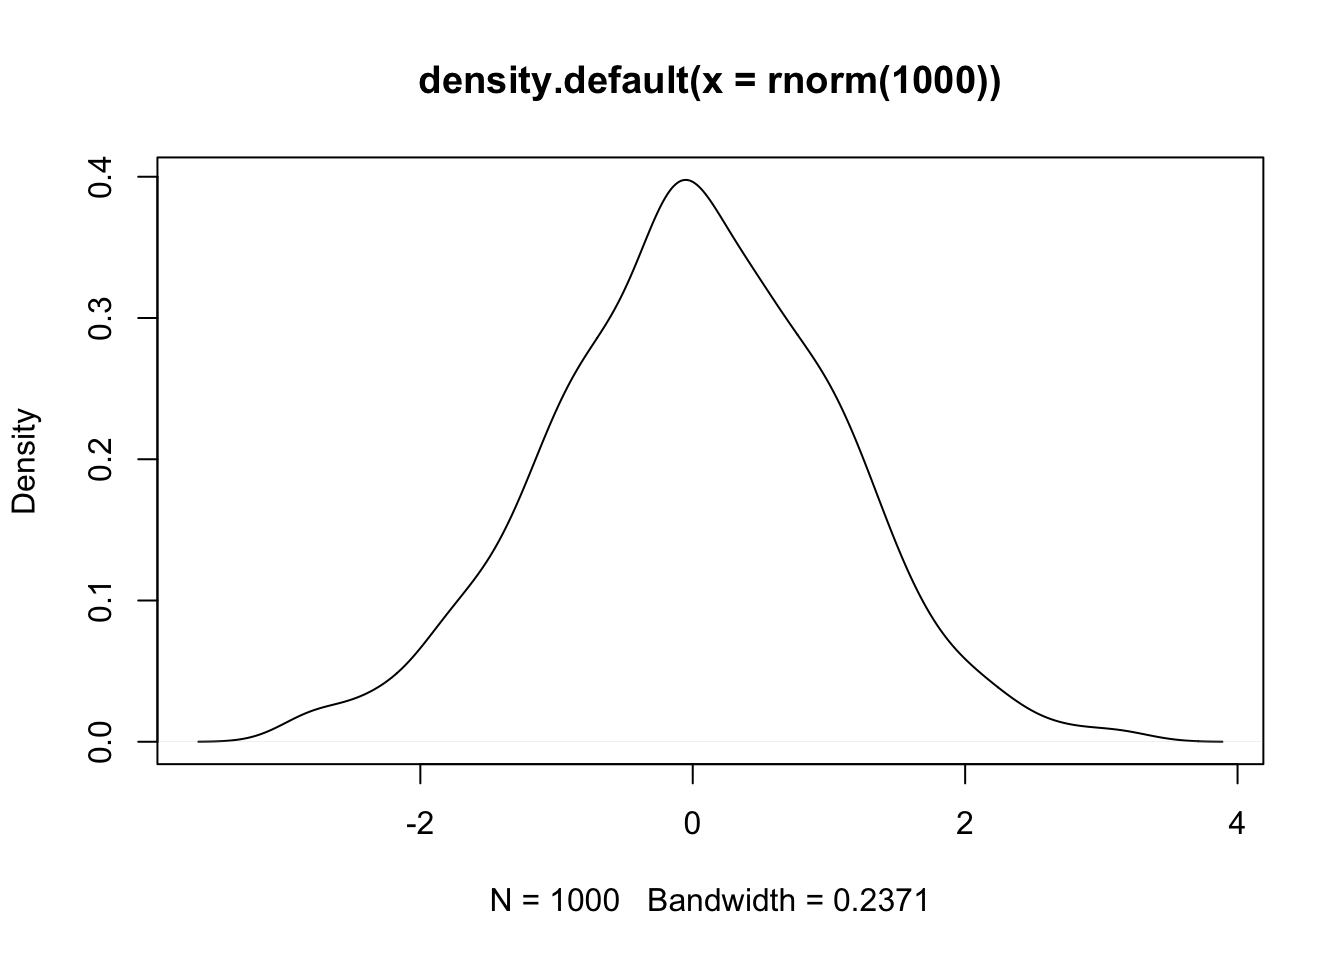 density.default(x = rnorm(1000))
Density
0.4
0.3
0.2
0.1
0.0
-2 0 2 4
N = 1000 Bandwidth = 0.2371